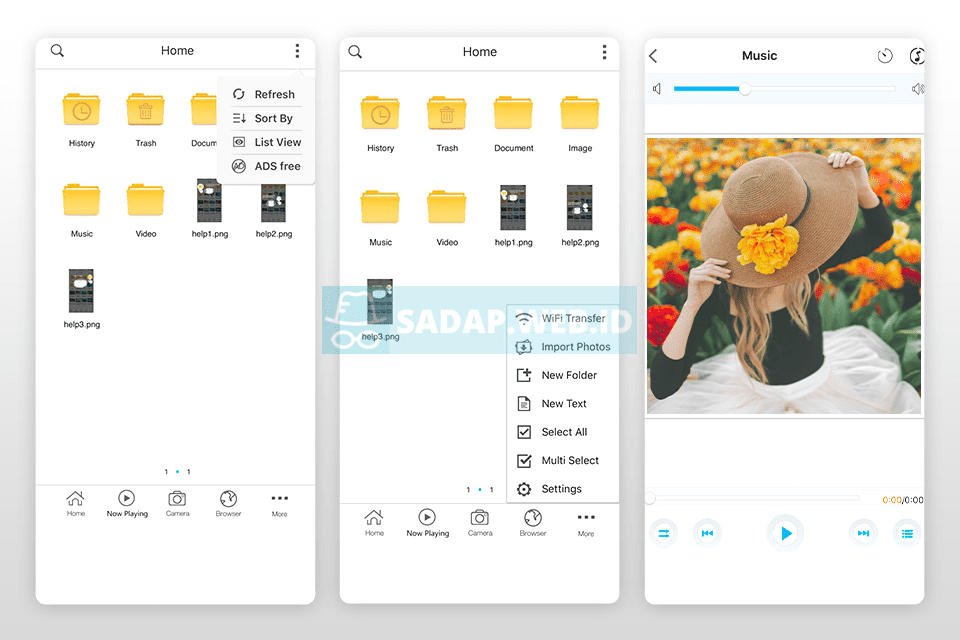 Home
Refresh
Sort By
List View
ADS free
AD
History
Trash
Docum
Music
Video
help1.png
help2.png
help3.png
1 1
Home
Now Playing
Camera
Browser
More
Home
History
Trash
Document
Image
Music
Video
help1.png
help2.png
help3.png
SADAP.WEB.ID
WiFi Transfer
Import Photos
New Folder
New Text
Select All
Multi Select
Settings
1 1
Home
Now Playing
Camera
Browser
More
Music
0:00/0:00